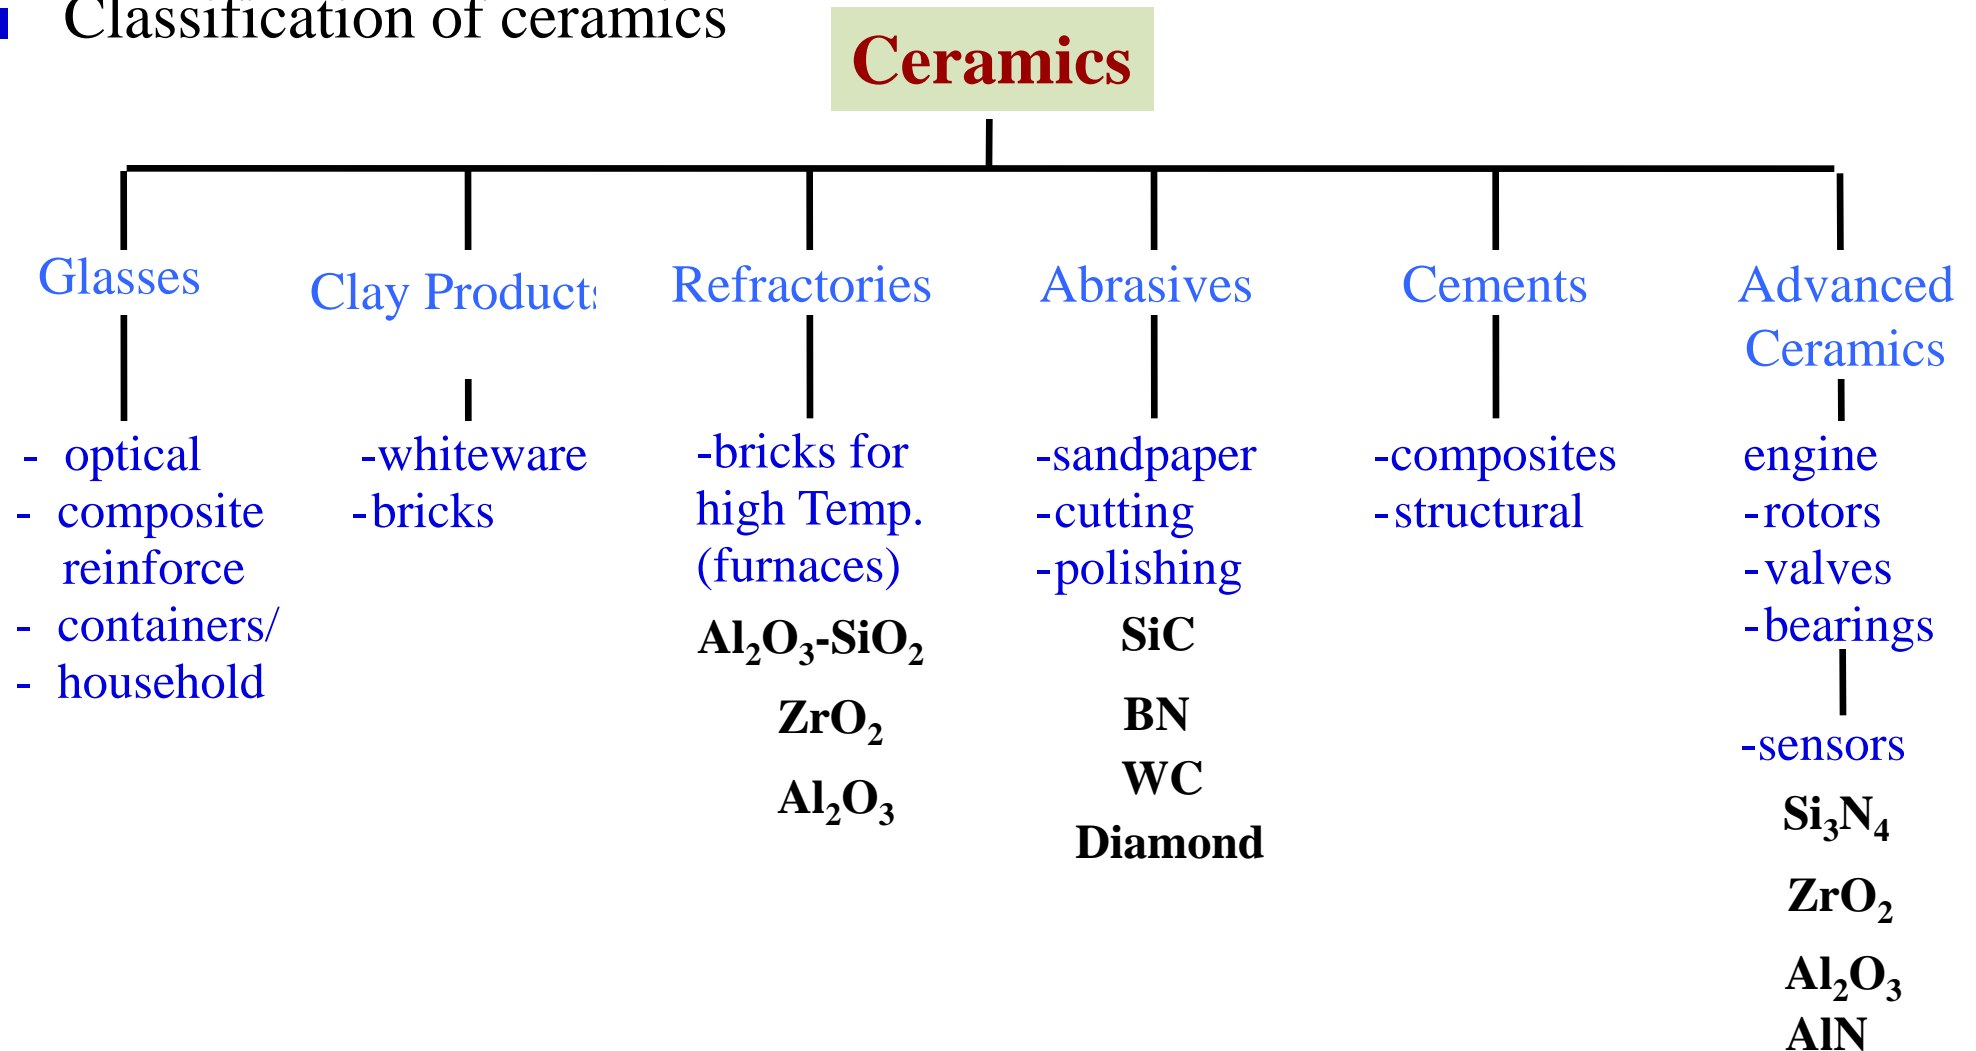 Classification of ceramics
Ceramics
Glasses
- optical
- composite
reinforce
- containers/
- household
Clay Products
-whiteware
-bricks
Refractories
-bricks for
high Temp.
(furnaces)
Al₂O₃-SiO₂
ZrO₂
Al₂O₃
Abrasives
-sandpaper
-cutting
-polishing
SiC
BN
WC
Diamond
Cements
-composites
-structural
Advanced
Ceramics
engine
-rotors
-valves
-bearings
-sensors
Si₃N₄
ZrO₂
Al₂O₃
AlN